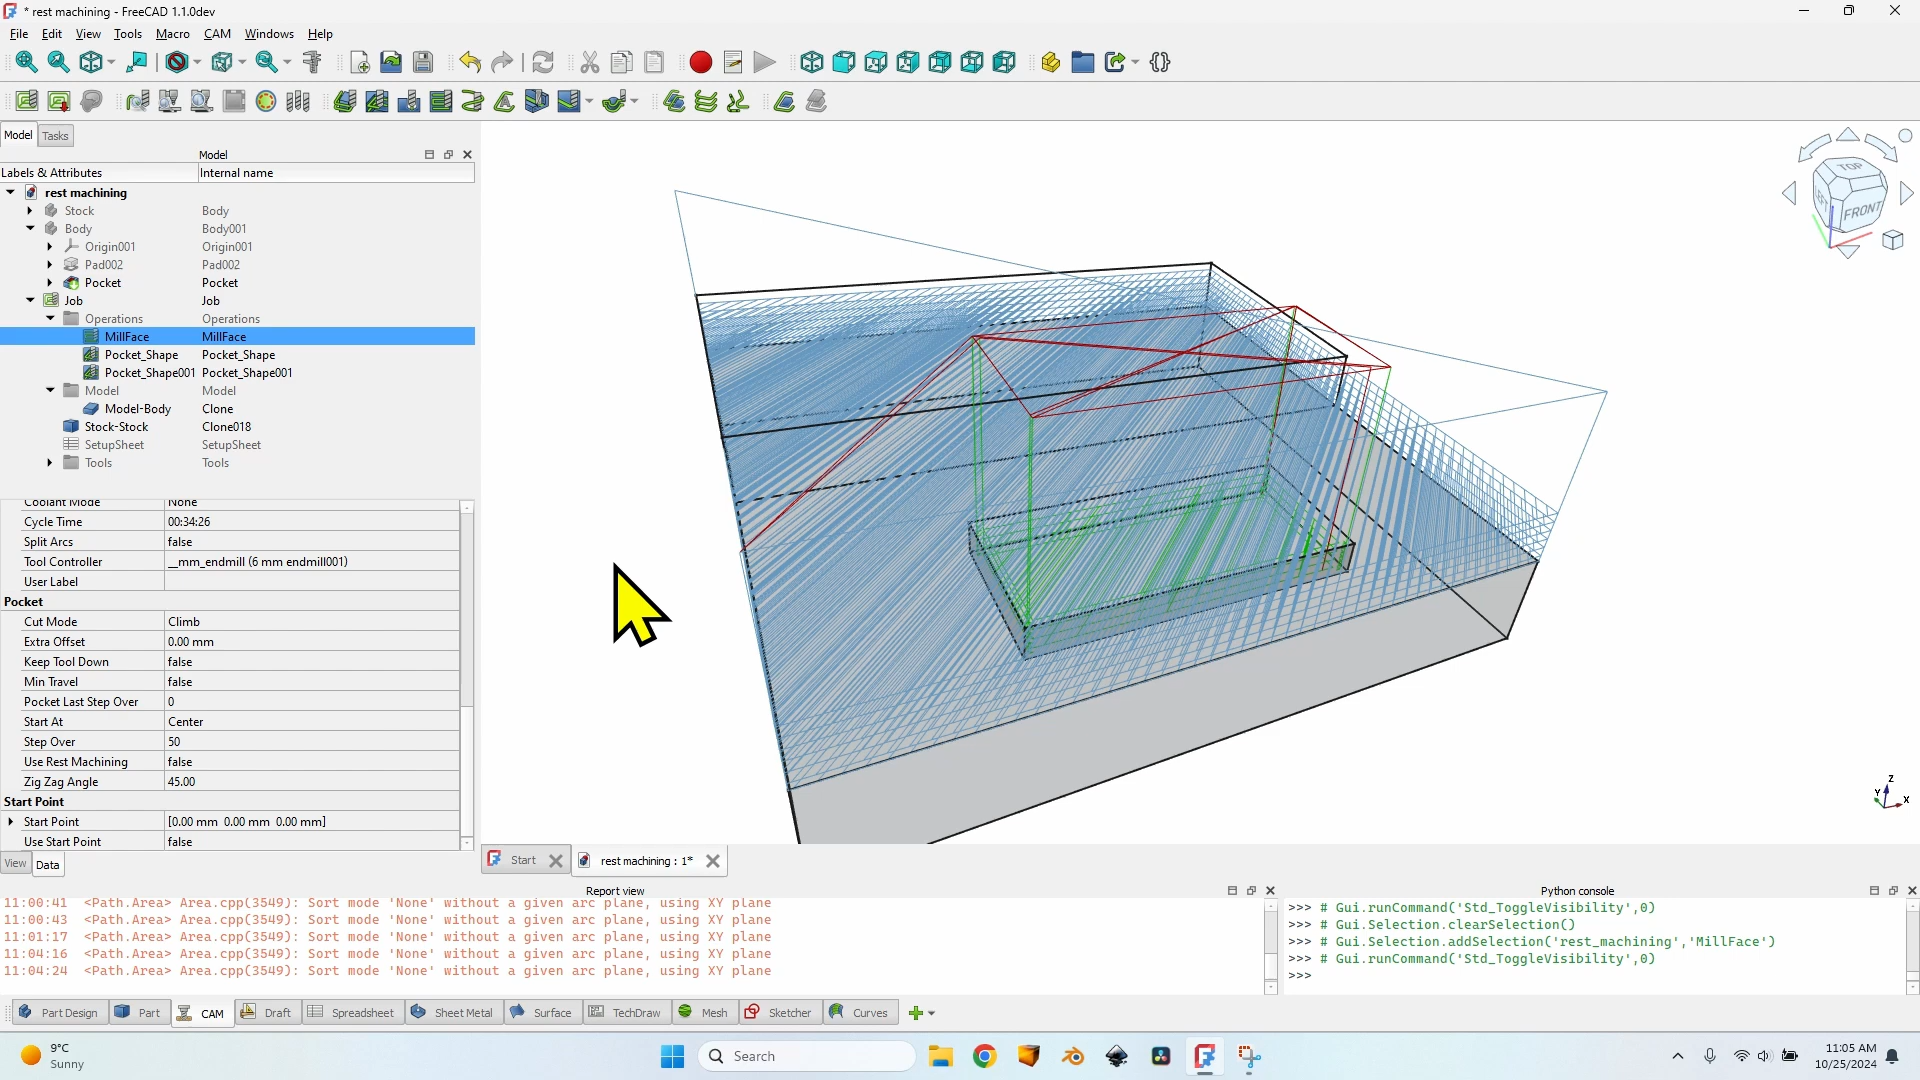 * rest machining - FreeCAD 1.1.0dev
File Edit View Tools Macro CAM Windows Help
Model Tasks
Model
Labels & Attributes Internal name
rest machining
Stock Body
Body Body001
Origin001 Origin001
Pad002 Pad002
Pocket Pocket
Job Job
Operations Operations
MillFace MillFace
Pocket_Shape Pocket_Shape
Pocket_Shape001 Pocket_Shape001
Model Model
Model-Body Clone
Stock-Stock Clone018
SetupSheet SetupSheet
Tools Tools
Coolant Mode None
Cycle Time 00:34:26
Split Arcs false
Tool Controller __mm_endmill (6 mm endmill001)
User Label
Pocket
Cut Mode Climb
Extra Offset 0.00 mm
Keep Tool Down false
Min Travel false
Pocket Last Step Over 0
Start At Center
Step Over 50
Use Rest Machining false
Zig Zag Angle 45.00
Start Point
Start Point [0.00 mm 0.00 mm 0.00 mm]
Use Start Point false
View Data
TOP
LEFT
FRONT
Z
Y
X
Start rest machining : 1*
Report view
11:00:41 <Path.Area> Area.cpp(3549): Sort mode 'None' without a given arc plane, using XY plane
11:00:43 <Path.Area> Area.cpp(3549): Sort mode 'None' without a given arc plane, using XY plane
11:01:17 <Path.Area> Area.cpp(3549): Sort mode 'None' without a given arc plane, using XY plane
11:04:16 <Path.Area> Area.cpp(3549): Sort mode 'None' without a given arc plane, using XY plane
11:04:24 <Path.Area> Area.cpp(3549): Sort mode 'None' without a given arc plane, using XY plane
Python console
>>> # Gui.runCommand('Std_ToggleVisibility',0)
>>> # Gui.Selection.clearSelection()
>>> # Gui.Selection.addSelection('rest_machining','MillFace')
>>> # Gui.runCommand('Std_ToggleVisibility',0)
>>>
Part Design Part CAM Draft Spreadsheet Sheet Metal Surface TechDraw Mesh Sketcher Curves
9°C
Sunny
Search
11:05 AM
10/25/2024